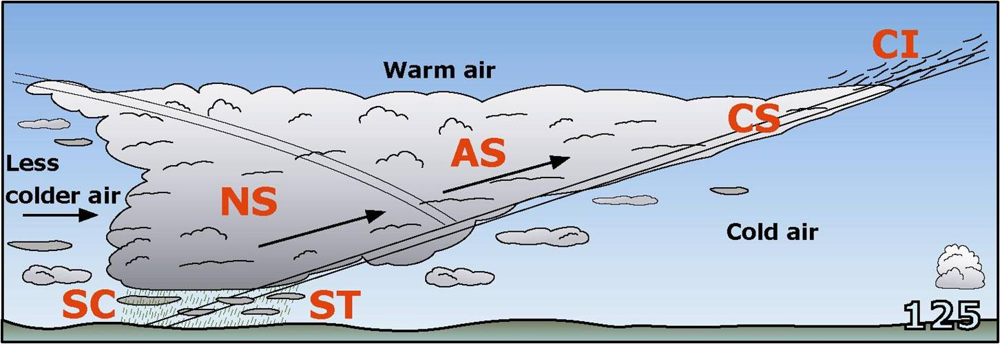 CI
Warm air
CS
AS
Less
colder air
NS
Cold air
SC
ST
125